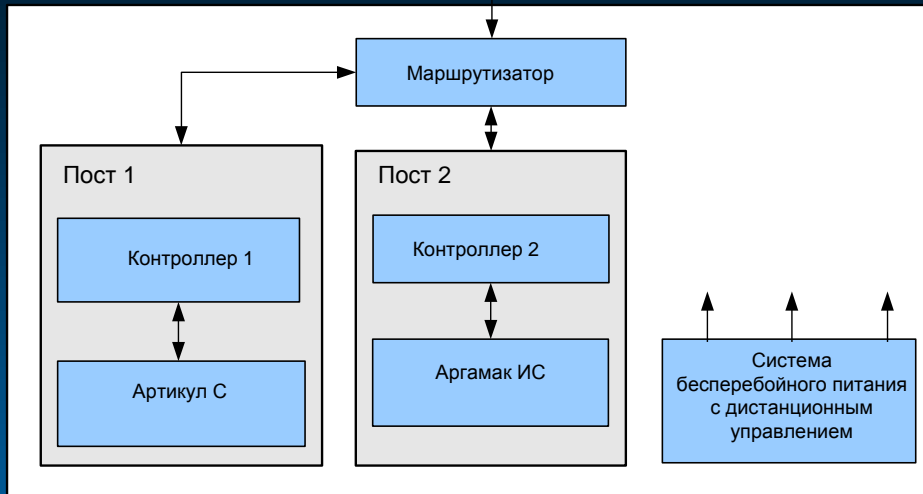 Маршрутизатор
Пост 1
Пост 2
Контроллер 1
Контроллер 2
Артикул С
Аргамак ИС
Система
бесперебойного питания
с дистанционным
управлением